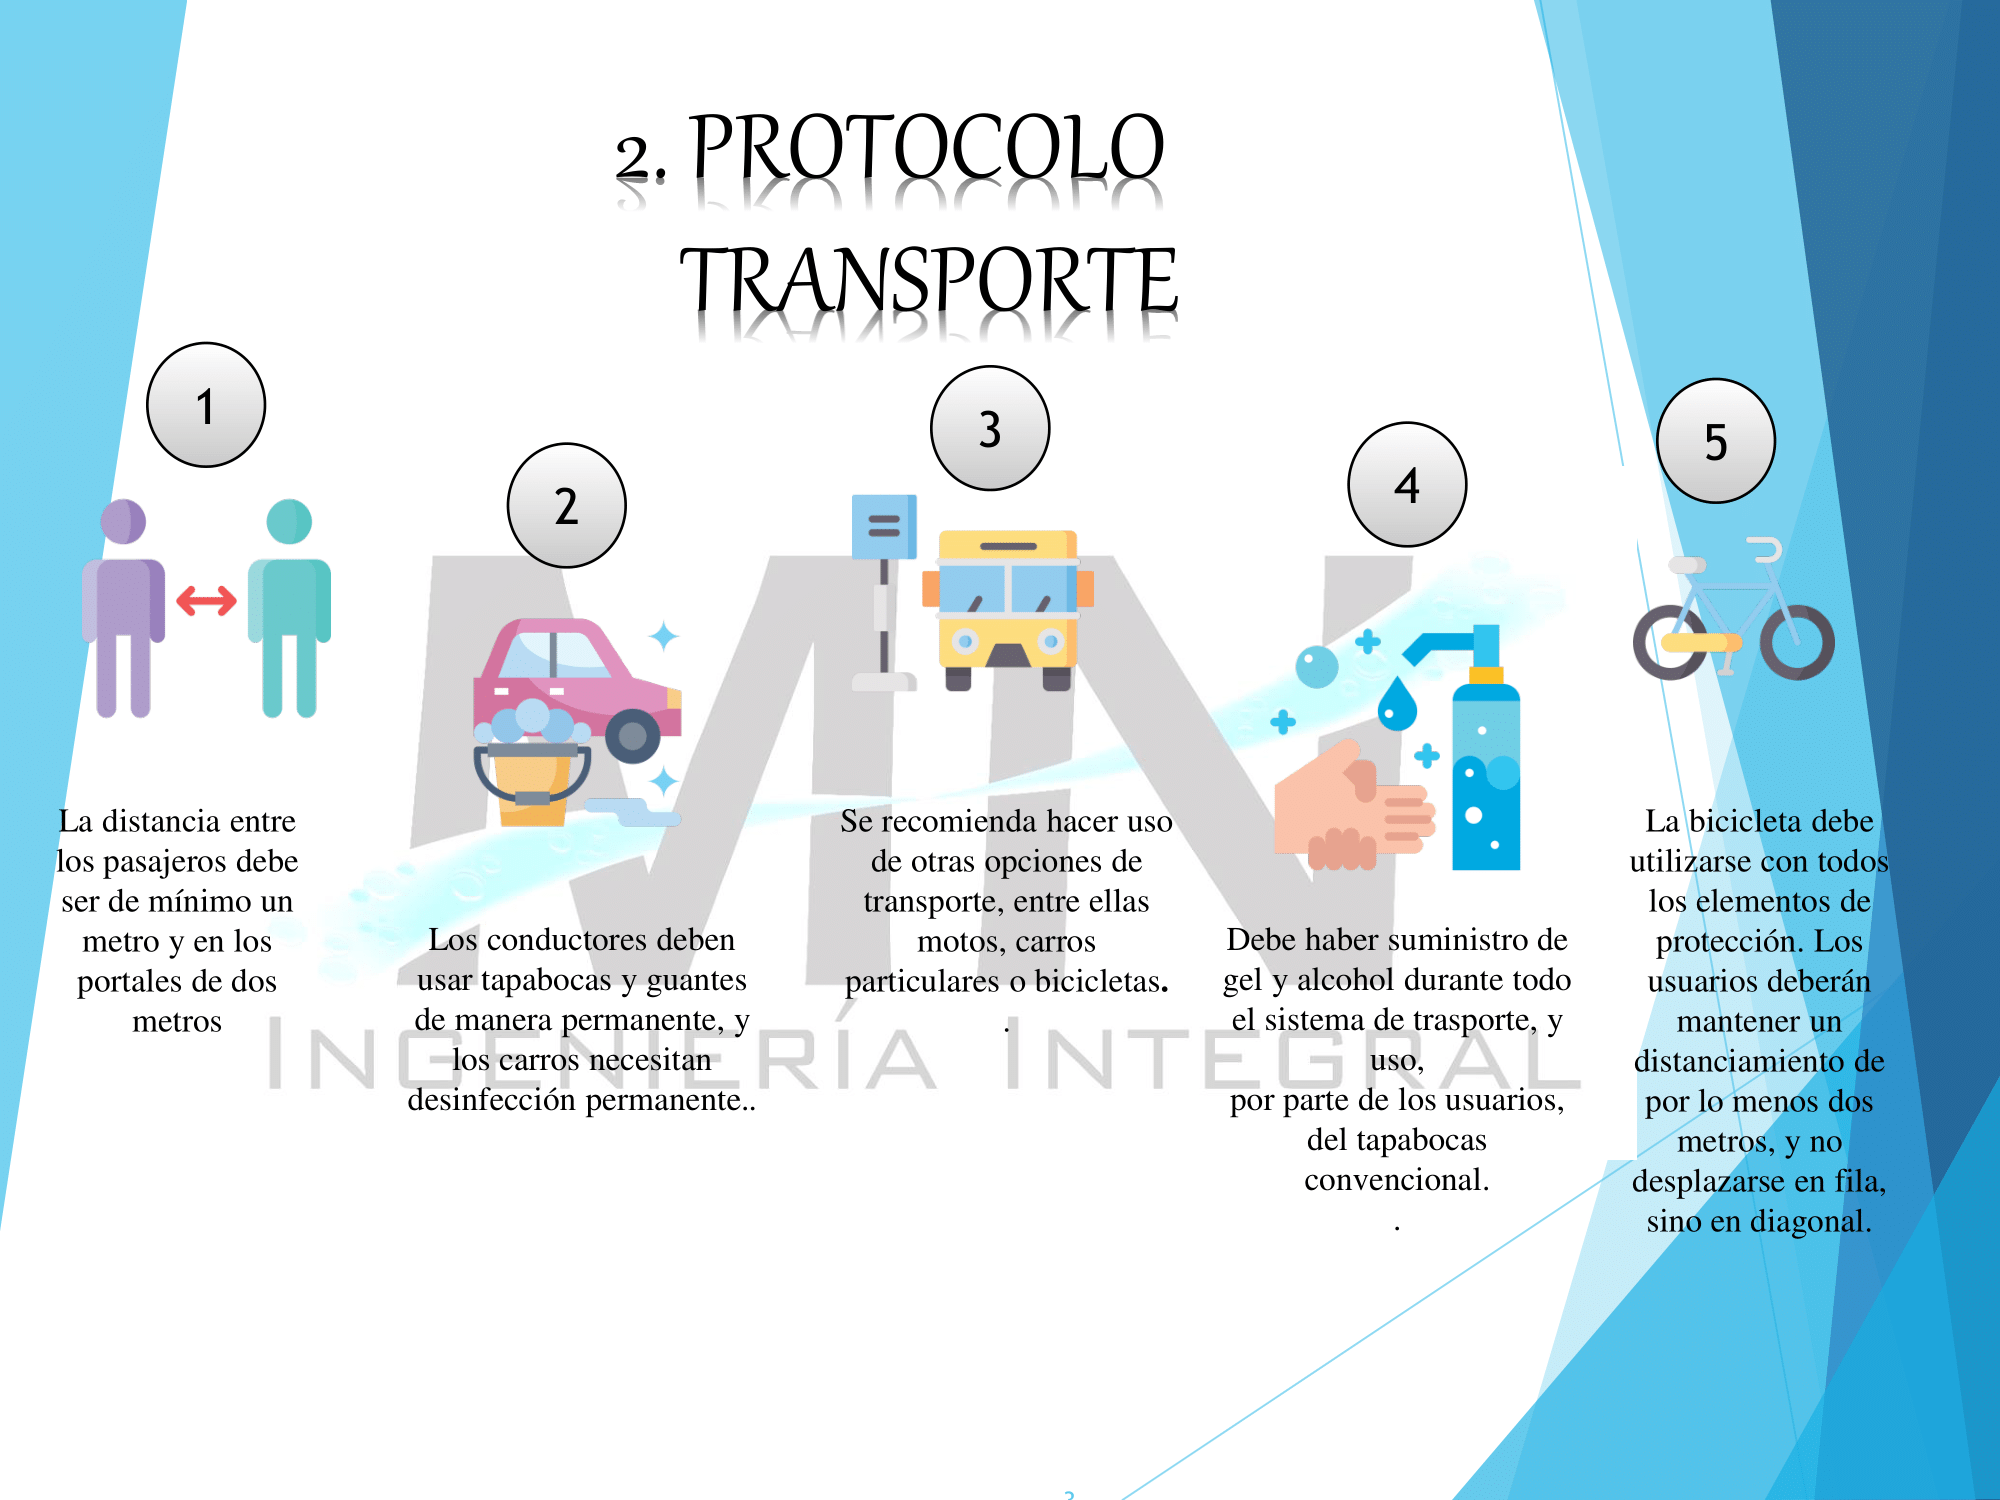 2. PROTOCOLO
TRANSPORTE
1
La distancia entre
los pasajeros debe
ser de mínimo un
metro y en los
portales de dos
metros
2
Los conductores deben
usar tapabocas y guantes
de manera permanente, y
los carros necesitan
desinfección permanente..
3
Se recomienda hacer uso
de otras opciones de
transporte, entre ellas
motos, carros
particulares o bicicletas.
.
4
Debe haber suministro de
gel y alcohol durante todo
el sistema de trasporte, y
uso,
por parte de los usuarios,
del tapabocas
convencional.
.
5
La bicicleta debe
utilizarse con todos
los elementos de
protección. Los
usuarios deberán
mantener un
distanciamiento de
por lo menos dos
metros, y no
desplazarse en fila,
sino en diagonal.
MN
INGENIERÍA INTEGRAL